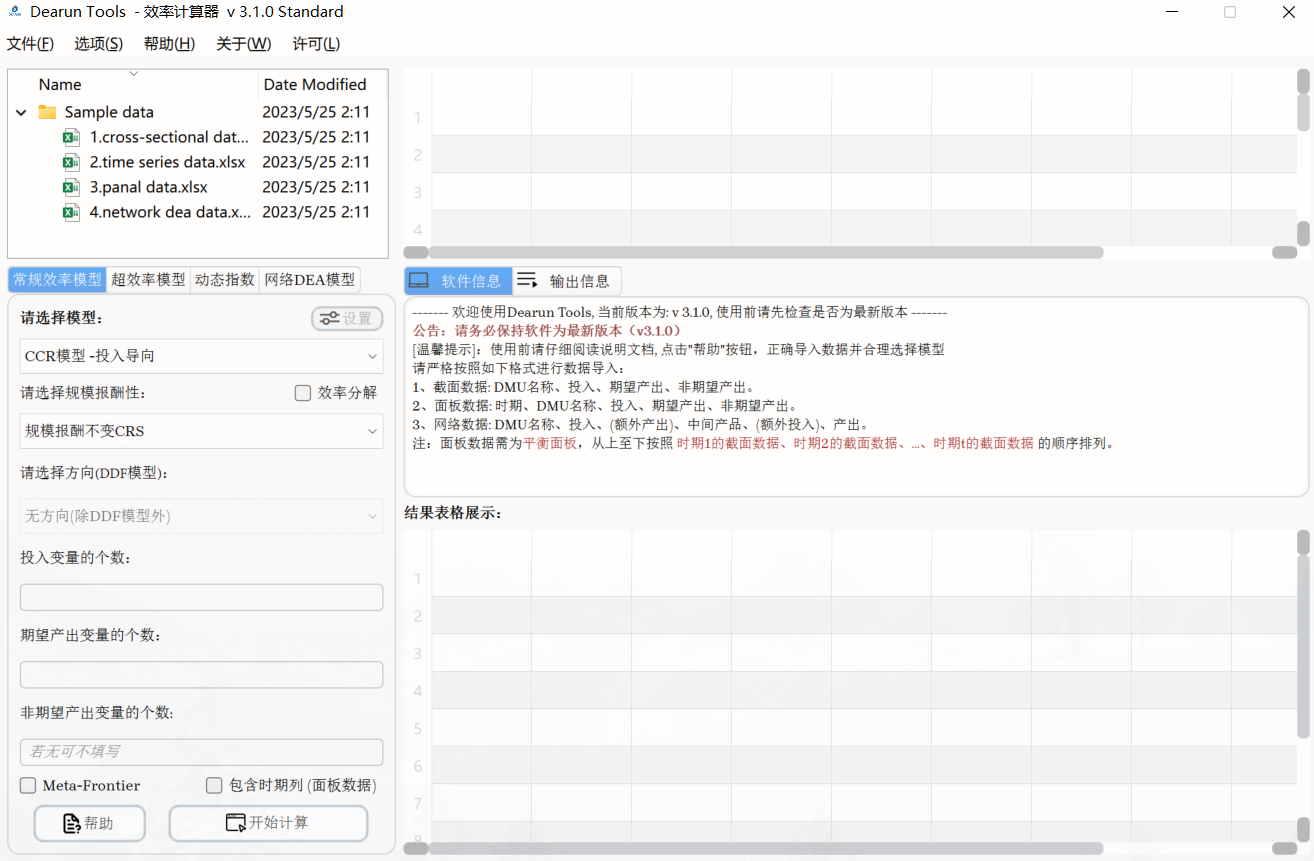 Dearun Tools - 效率计算器 v 3.1.0 Standard
文件(F) 选项(S) 帮助(H) 关于(W) 许可(L)
Name Date Modified
Sample data 2023/5/25 2:11
1.cross-sectional dat... 2023/5/25 2:11
2.time series data.xlsx 2023/5/25 2:11
3.panal data.xlsx 2023/5/25 2:11
4.network dea data.x... 2023/5/25 2:11
1
2
3
4
常规效率模型 超效率模型 动态指数 网络DEA模型
请选择模型: 设置
CCR模型 -投入导向
请选择规模报酬性: 效率分解
规模报酬不变CRS
请选择方向(DDF模型):
无方向(除DDF模型外)
投入变量的个数:
期望产出变量的个数:
非期望产出变量的个数:
若无可不填写
Meta-Frontier 包含时期列 (面板数据)
帮助 开始计算
软件信息 输出信息
------- 欢迎使用Dearun Tools, 当前版本为: v 3.1.0, 使用前请先检查是否为最新版本 -------
公告：请务必保持软件为最新版本（v3.1.0）
[温馨提示]：使用前请仔细阅读说明文档, 点击"帮助"按钮，正确导入数据并合理选择模型
请严格按照如下格式进行数据导入:
1、截面数据: DMU名称、投入、期望产出、非期望产出。
2、面板数据: 时期、DMU名称、投入、期望产出、非期望产出。
3、网络数据: DMU名称、投入、(额外产出)、中间产品、(额外投入)、产出。
注：面板数据需为平衡面板，从上至下按照 时期1的截面数据、时期2的截面数据、...、时期t的截面数据 的顺序排列。
结果表格展示:
1
2
3
4
5
6
7
8